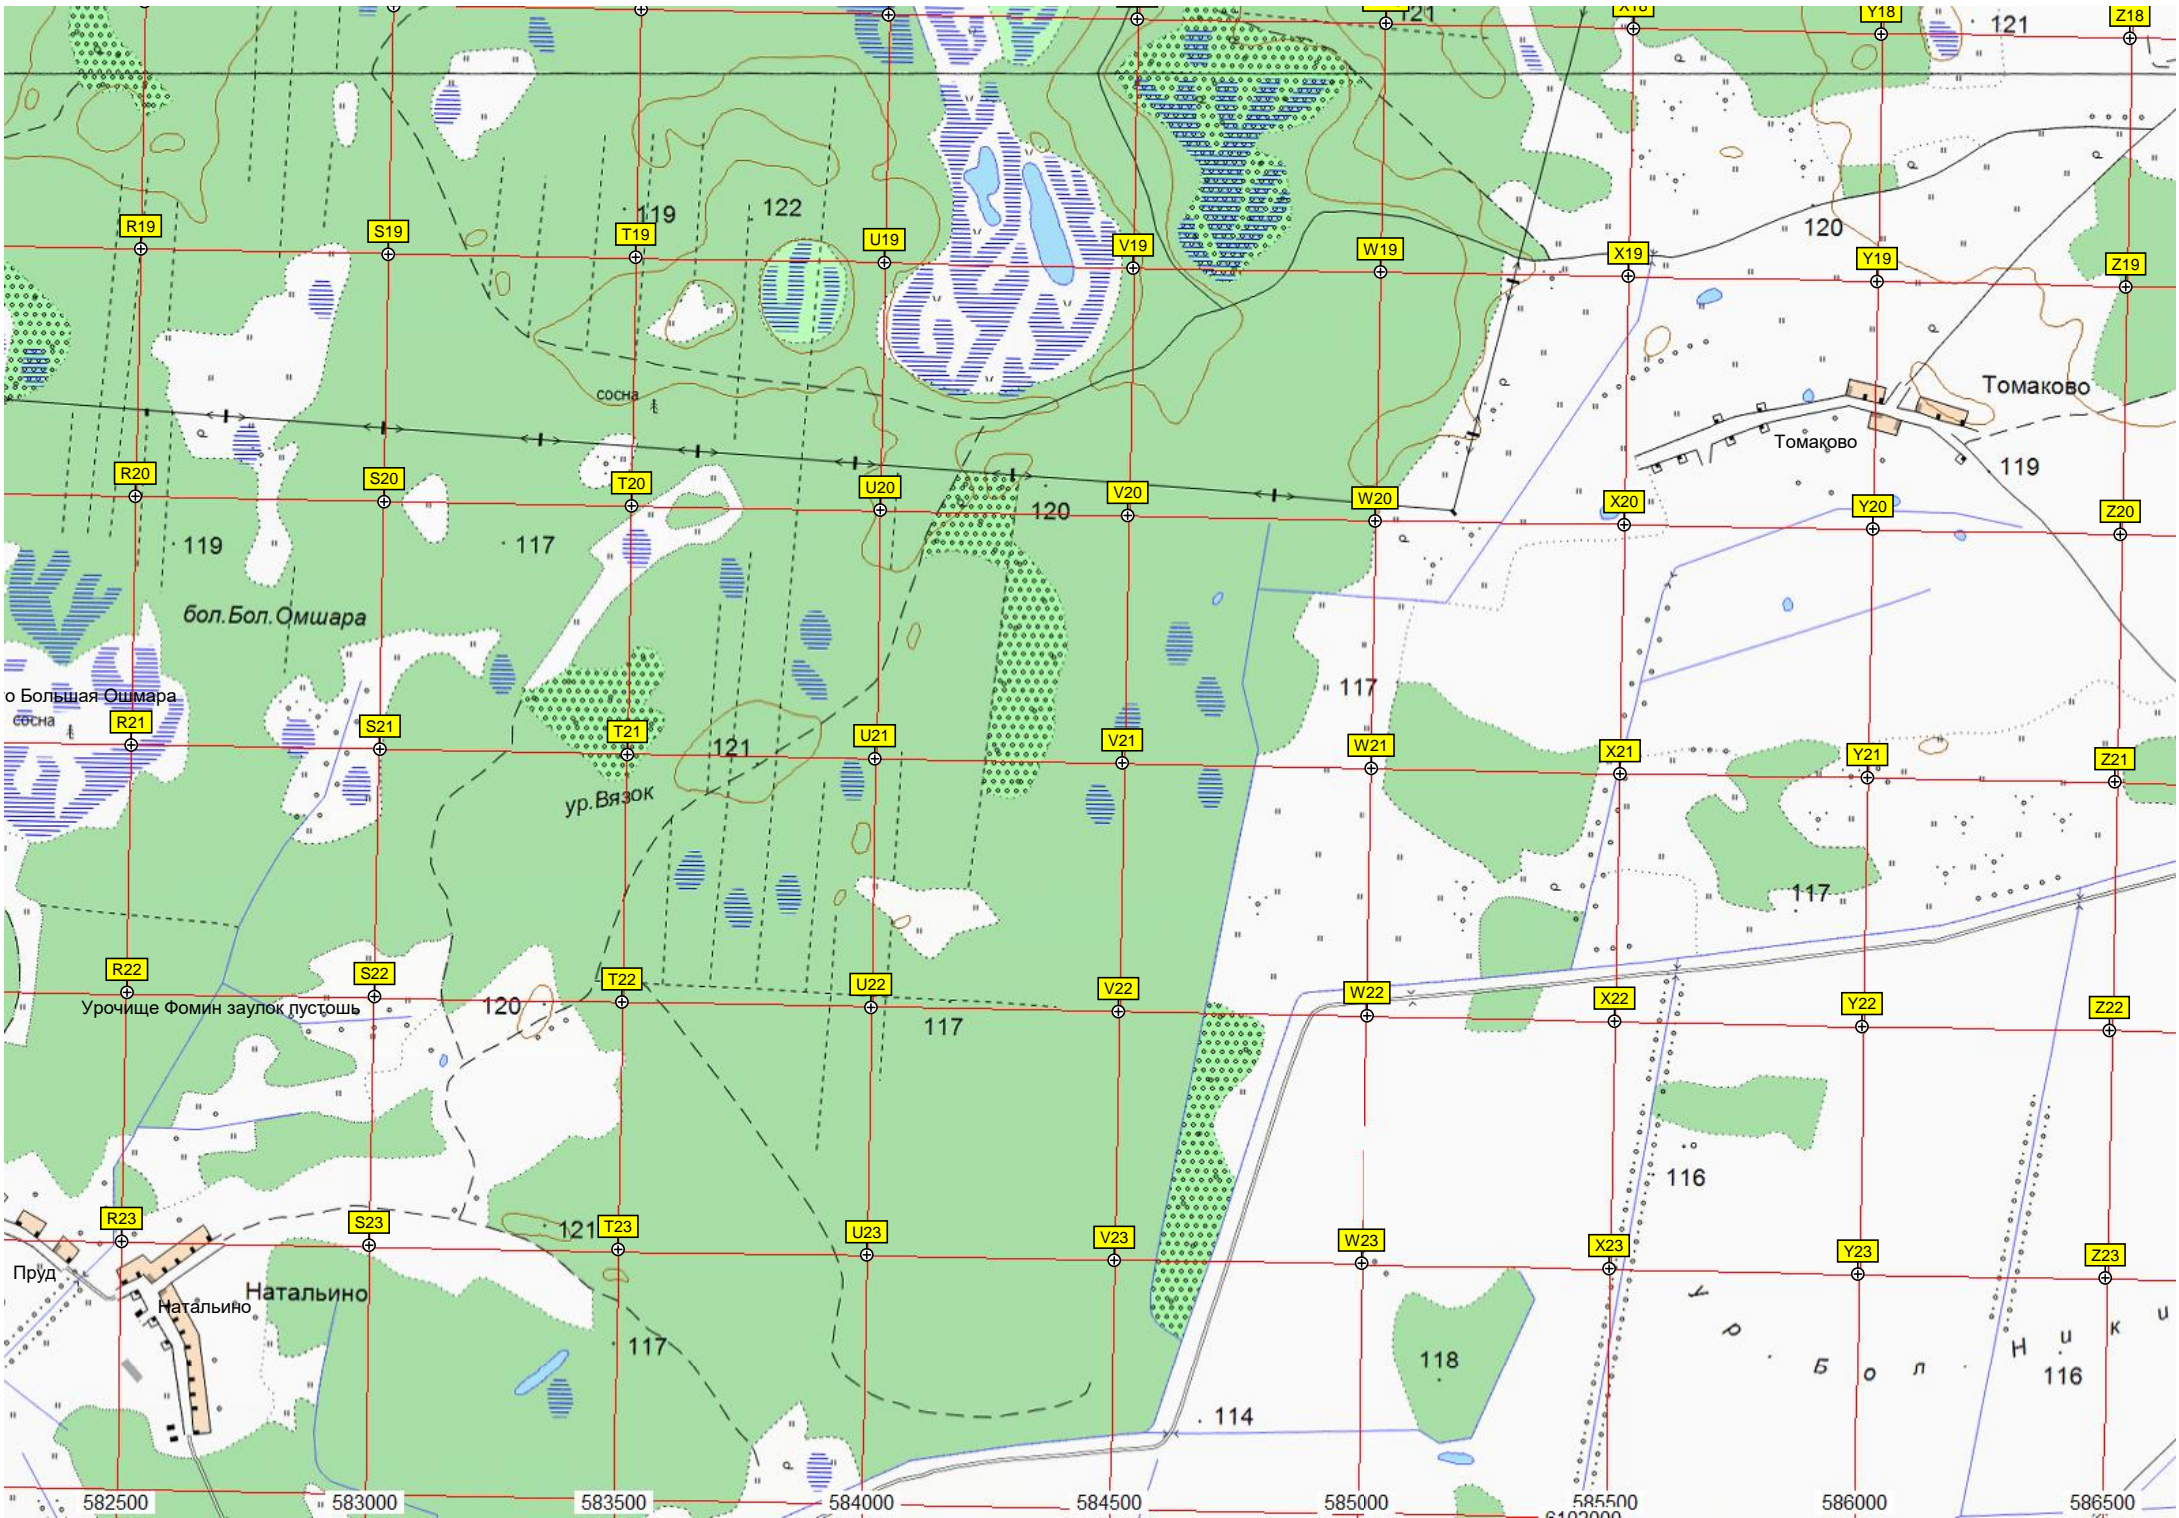 121
X18
Y18
121
Z18
119
122
R19
S19
T19
U19
V19
W19
X19
120
Y19
Z19
сосна
Томаково
Томаково
119
R20
S20
T20
U20
120
V20
W20
X20
Y20
Z20
119
117
бол.Бол.Омшара
о Большая Ошмара
сосна
117
R21
S21
T21
121
U21
V21
W21
X21
Y21
Z21
ур.Вязок
117
R22
S22
T22
U22
V22
W22
X22
Y22
Z22
Урочище Фомин заулок пустошь
120
117
116
R23
S23
121
T23
U23
V23
W23
X23
Y23
Z23
Пруд
Натальино
Натальино
117
118
ур. Бол. Ники
116
114
582500
583000
583500
584000
584500
585000
585500
586000
586500